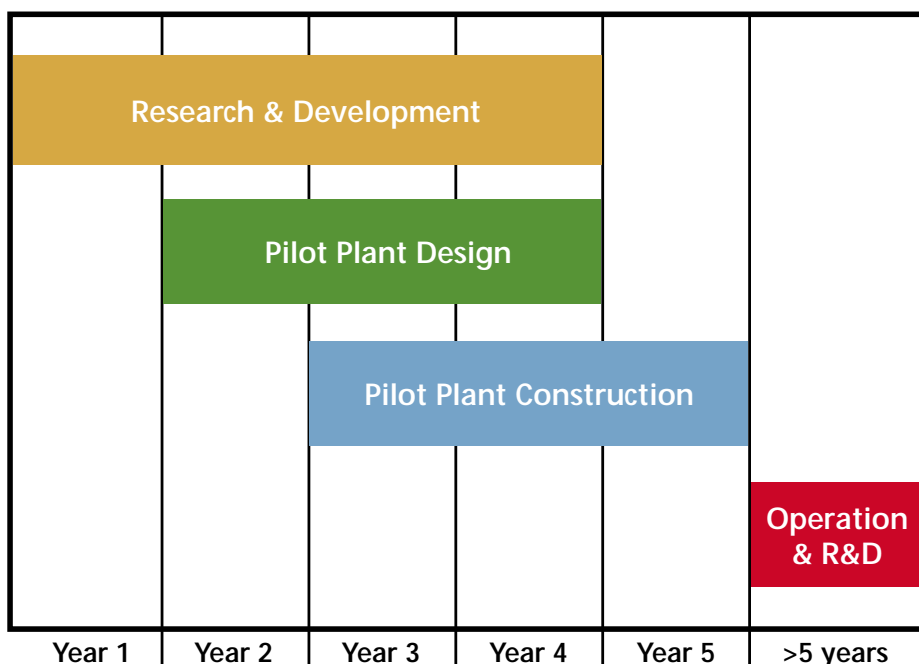 Research & Development
Pilot Plant Design
Pilot Plant Construction
Operation
& R&D
Year 1
Year 2
Year 3
Year 4
Year 5
>5 years